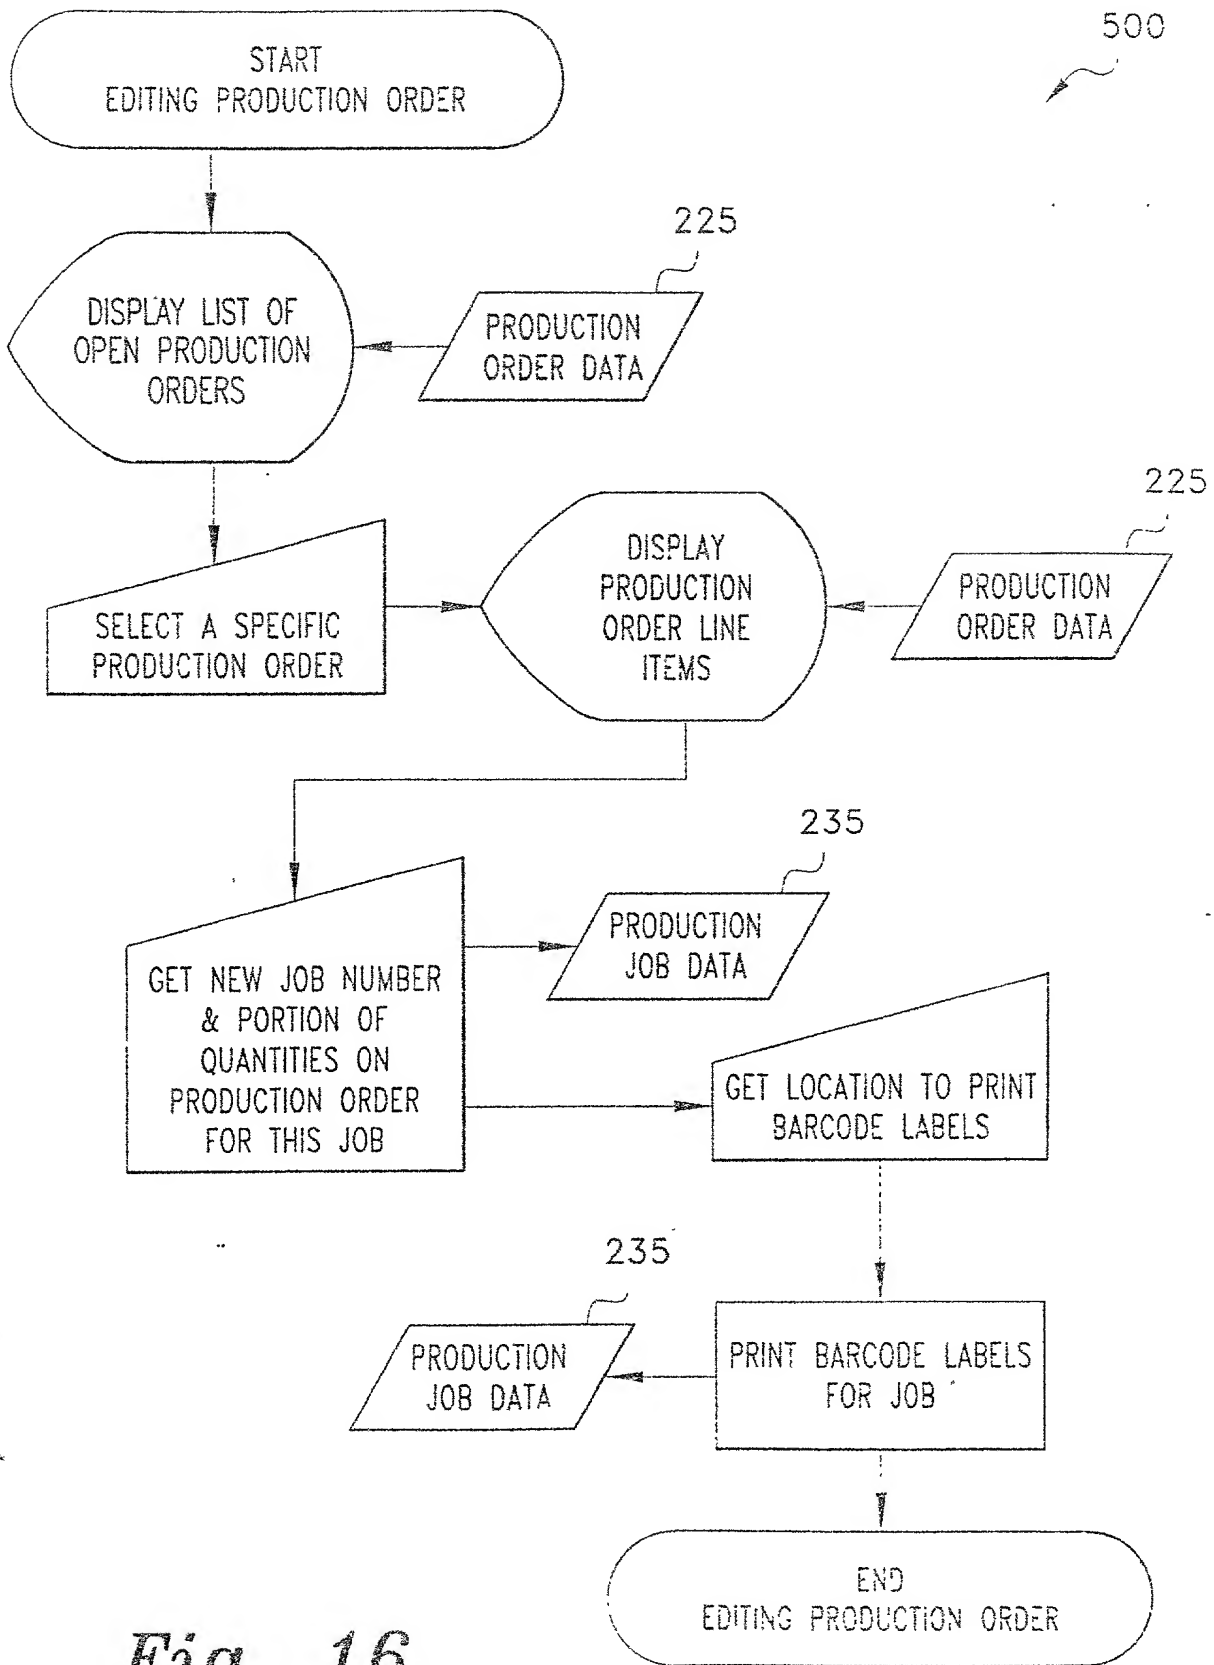 500
START
EDITING PRODUCTION ORDER
225
DISPLAY LIST OF
OPEN PRODUCTION
ORDERS
PRODUCTION
ORDER DATA
225
DISPLAY
PRODUCTION
ORDER LINE
ITEMS
PRODUCTION
ORDER DATA
SELECT A SPECIFIC
PRODUCTION ORDER
235
PRODUCTION
JOB DATA
GET NEW JOB NUMBER
& PORTION OF
QUANTITIES ON
PRODUCTION ORDER
FOR THIS JOB
GET LOCATION TO PRINT
BARCODE LABELS
235
PRODUCTION
JOB DATA
PRINT BARCODE LABELS
FOR JOB
END
EDITING PRODUCTION ORDER
Fig. 16